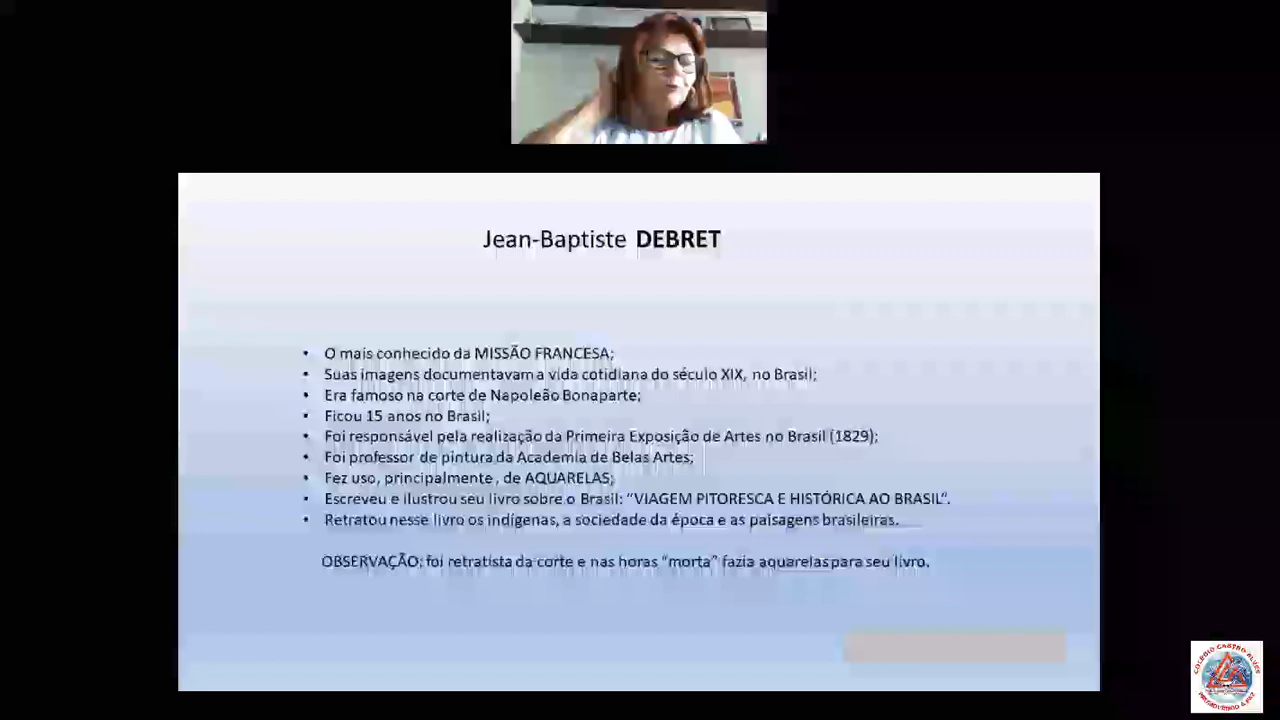 Jean-Baptiste DEBRET
• O mais conhecido da MISSÃO FRANCESA;
• Suas imagens documentavam a vida cotidiana do século XIX, no Brasil;
• Era famoso na corte de Napoleão Bonaparte;
• Ficou 15 anos no Brasil;
• Foi responsável pela realização da Primeira Exposição de Artes no Brasil (1829);
• Foi professor de pintura da Academia de Belas Artes;
• Fez uso, principalmente , de AQUARELAS;
• Escreveu e ilustrou seu livro sobre o Brasil: “VIAGEM PITORESCA E HISTÓRICA AO BRASIL”.
• Retratou nesse livro os indígenas, a sociedade da época e as paisagens brasileiras.
OBSERVAÇÃO: foi retratista da corte e nas horas “morta” fazia aquarelas para seu livro.
COLÉGIO CASTRO ALVES